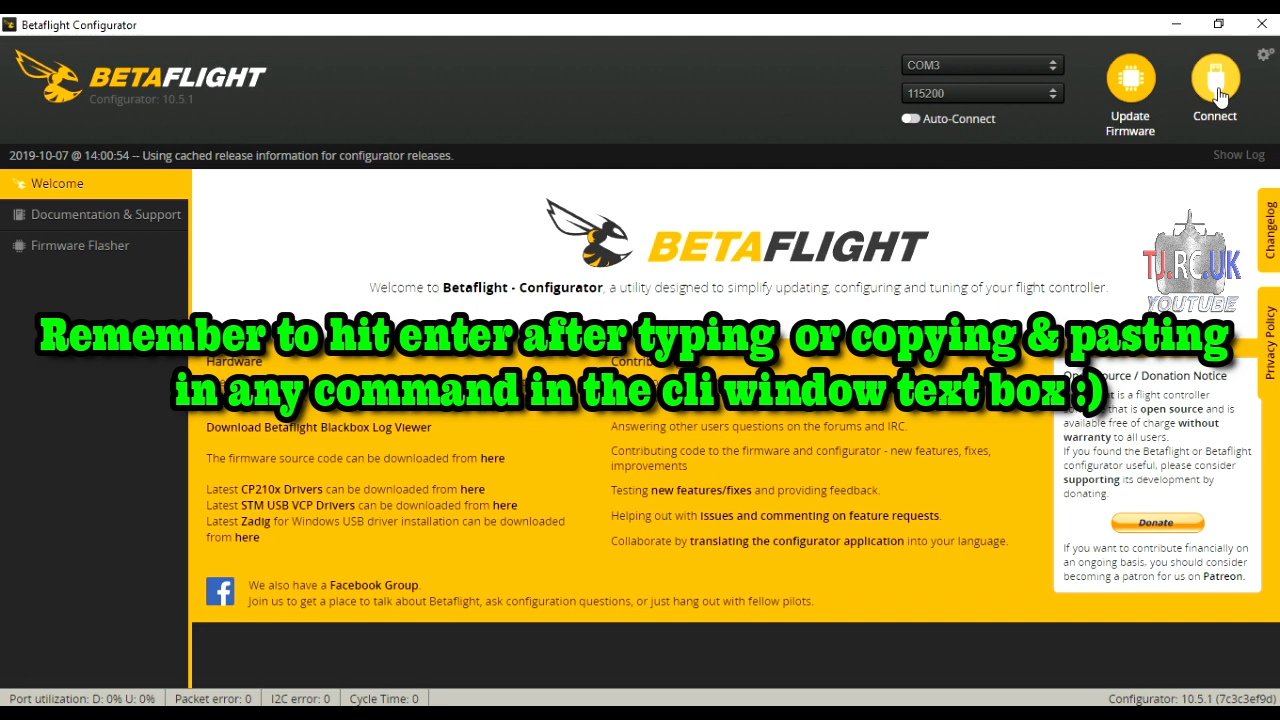 Betaflight Configurator
BETAFLIGHT
Configurator: 10.5.1
COM3
115200
Auto-Connect
Update
Firmware
Connect
2019-10-07 @ 14:00:54 -- Using cached release information for configurator releases.
Show Log
Welcome
Documentation & Support
Firmware Flasher
BETAFLIGHT
Changelog
Privacy Policy
TJ.RC.UK
YOUTUBE
Welcome to Betaflight - Configurator, a utility designed to simplify updating, configuring and tuning of your flight controller.
Remember to hit enter after typing or copying & pasting
in any command in the cli window text box :)
Hardware
Download Betaflight Blackbox Log Viewer
The firmware source code can be downloaded from here
Latest CP210x Drivers can be downloaded from here
Latest STM USB VCP Drivers can be downloaded from here
Latest Zadig for Windows USB driver installation can be downloaded
from here
We also have a Facebook Group.
Join us to get a place to talk about Betaflight, ask configuration questions, or just hang out with fellow pilots.
Answering other users questions on the forums and IRC.
Contributing code to the firmware and configurator - new features, fixes,
improvements
Testing new features/fixes and providing feedback.
Helping out with issues and commenting on feature requests.
Collaborate by translating the configurator application into your language.
/ Donation Notice
is a flight controller
that is open source and is
available free of charge without
warranty to all users.
If you found the Betaflight or Betaflight
configurator useful, please consider
supporting its development by
donating.
Donate
If you want to contribute financially on
an ongoing basis, you should consider
becoming a patron for us on Patreon.
Port utilization: D: 0% U: 0%
Packet error: 0
I2C error: 0
Cycle Time: 0
Configurator: 10.5.1 (7c3c3ef9d)